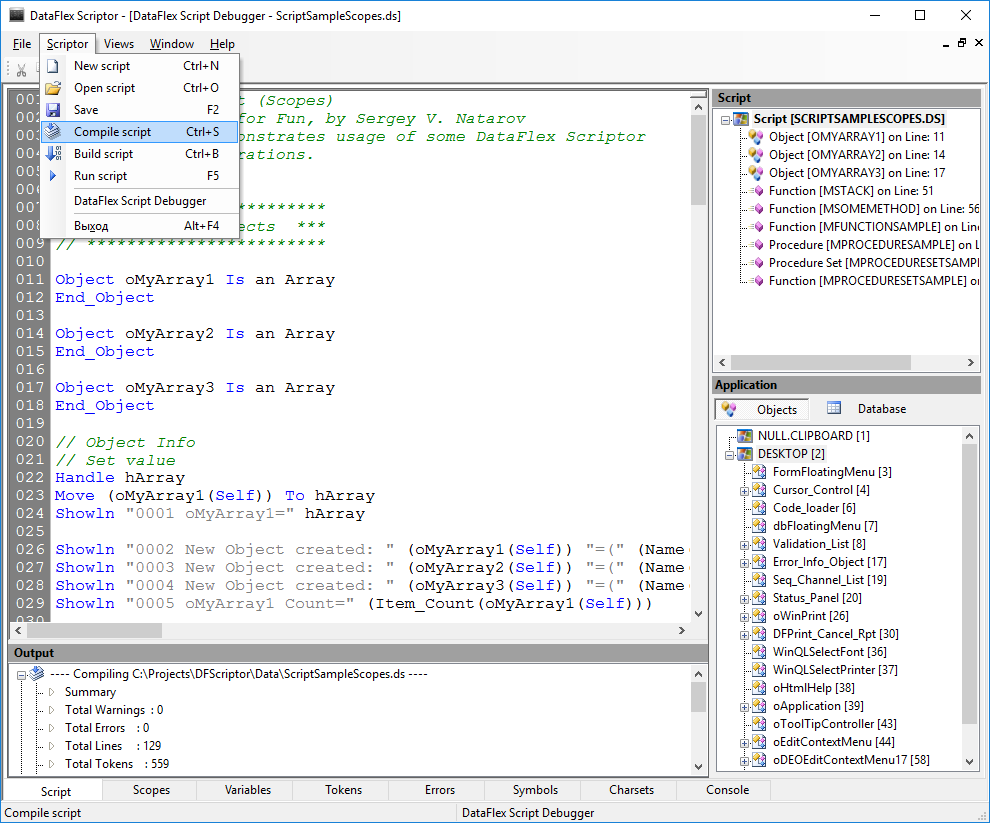 DataFlex Scriptor - [DataFlex Script Debugger - ScriptSampleScopes.ds]
File Scriptor Views Window Help
New script Ctrl+N
Open script Ctrl+O
Save F2
Compile script Ctrl+S
Build script Ctrl+B
Run script F5
DataFlex Script Debugger
Выход Alt+F4
001 t (Scopes)
002 for Fun, by Sergey V. Natarov
003 onstrates usage of some DataFlex Scriptor
004 rations.
005
006
007 **********
008 ects ***
009 // ************************
010
011 Object oMyArray1 Is an Array
012 End_Object
013
014 Object oMyArray2 Is an Array
015 End_Object
016
017 Object oMyArray3 Is an Array
018 End_Object
019
020 // Object Info
021 // Set value
022 Handle hArray
023 Move (oMyArray1(Self)) To hArray
024 Showln "0001 oMyArray1=" hArray
025
026 Showln "0002 New Object created: " (oMyArray1(Self)) "=(" (Name
027 Showln "0003 New Object created: " (oMyArray2(Self)) "=(" (Name
028 Showln "0004 New Object created: " (oMyArray3(Self)) "=(" (Name
029 Showln "0005 oMyArray1 Count=" (Item_Count(oMyArray1(Self)))
030
Script
Script [SCRIPTSAMPLESCOPES.DS]
Object [OMYARRAY1] on Line: 11
Object [OMYARRAY2] on Line: 14
Object [OMYARRAY3] on Line: 17
Function [MSTACK] on Line: 51
Function [MSOMEMETHOD] on Line: 56
Function [MFUNCTIONSAMPLE] on Line
Procedure [MPROCEDURESAMPLE] on L
Procedure Set [MPROCEDURESETSAMPL
Function [MPROCEDURESETSAMPLE] on
Application
Objects Database
NULL.CLIPBOARD [1]
DESKTOP [2]
FormFloatingMenu [3]
Cursor_Control [4]
Code_loader [6]
dbFloatingMenu [7]
Validation_List [8]
Error_Info_Object [17]
Seq_Channel_List [19]
Status_Panel [20]
oWinPrint [26]
DFPrint_Cancel_Rpt [30]
WinQLSelectFont [36]
WinQLSelectPrinter [37]
oHtmlHelp [38]
oApplication [39]
oToolTipController [43]
oEditContextMenu [44]
oDEOEditContextMenu17 [58]
Output
---- Compiling C:\Projects\DFScriptor\Data\ScriptSampleScopes.ds ----
Summary
Total Warnings : 0
Total Errors : 0
Total Lines : 129
Total Tokens : 559
Script Scopes Variables Tokens Errors Symbols Charsets Console
Compile script DataFlex Script Debugger